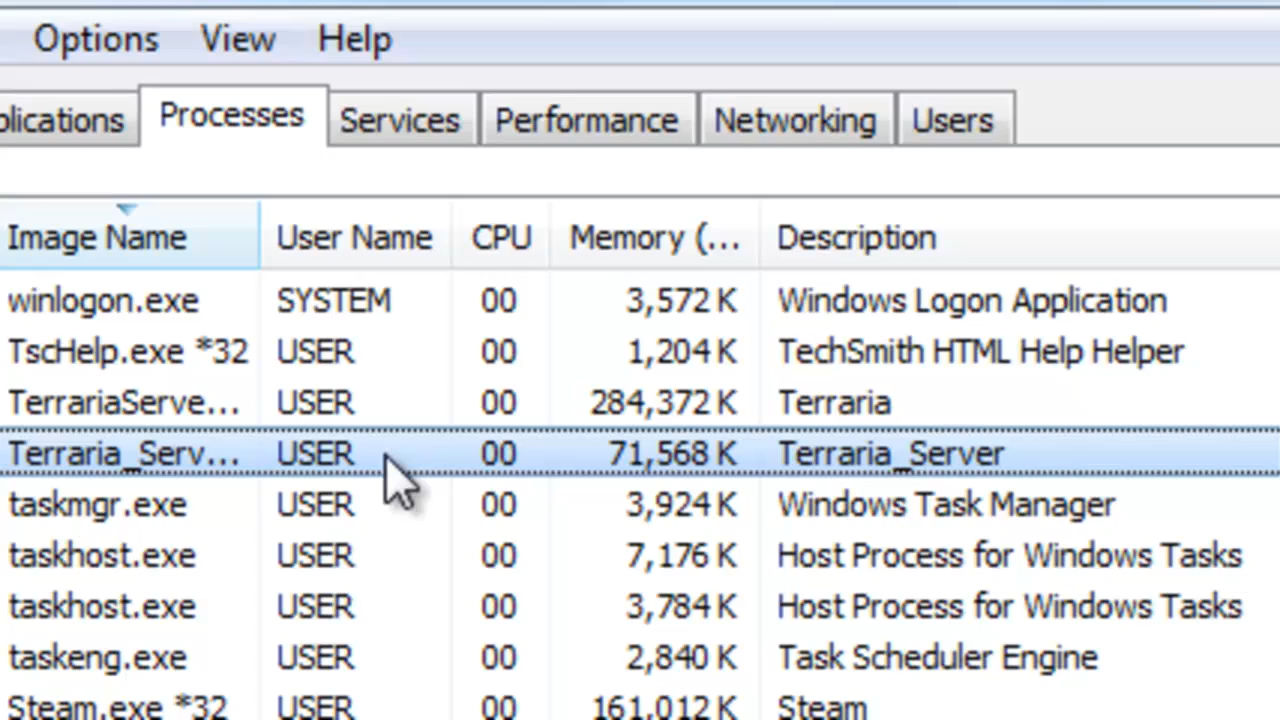 Options View Help
plications Processes Services Performance Networking Users
Image Name User Name CPU Memory (... Description
winlogon.exe SYSTEM 00 3,572 K Windows Logon Application
TscHelp.exe *32 USER 00 1,204 K TechSmith HTML Help Helper
TerrariaServe... USER 00 284,372 K Terraria
Terraria_Serv... USER 00 71,568 K Terraria_Server
taskmgr.exe USER 00 3,924 K Windows Task Manager
taskhost.exe USER 00 7,176 K Host Process for Windows Tasks
taskhost.exe USER 00 3,784 K Host Process for Windows Tasks
taskeng.exe USER 00 2,840 K Task Scheduler Engine
Steam.exe *32 USER 00 161,012 K Steam